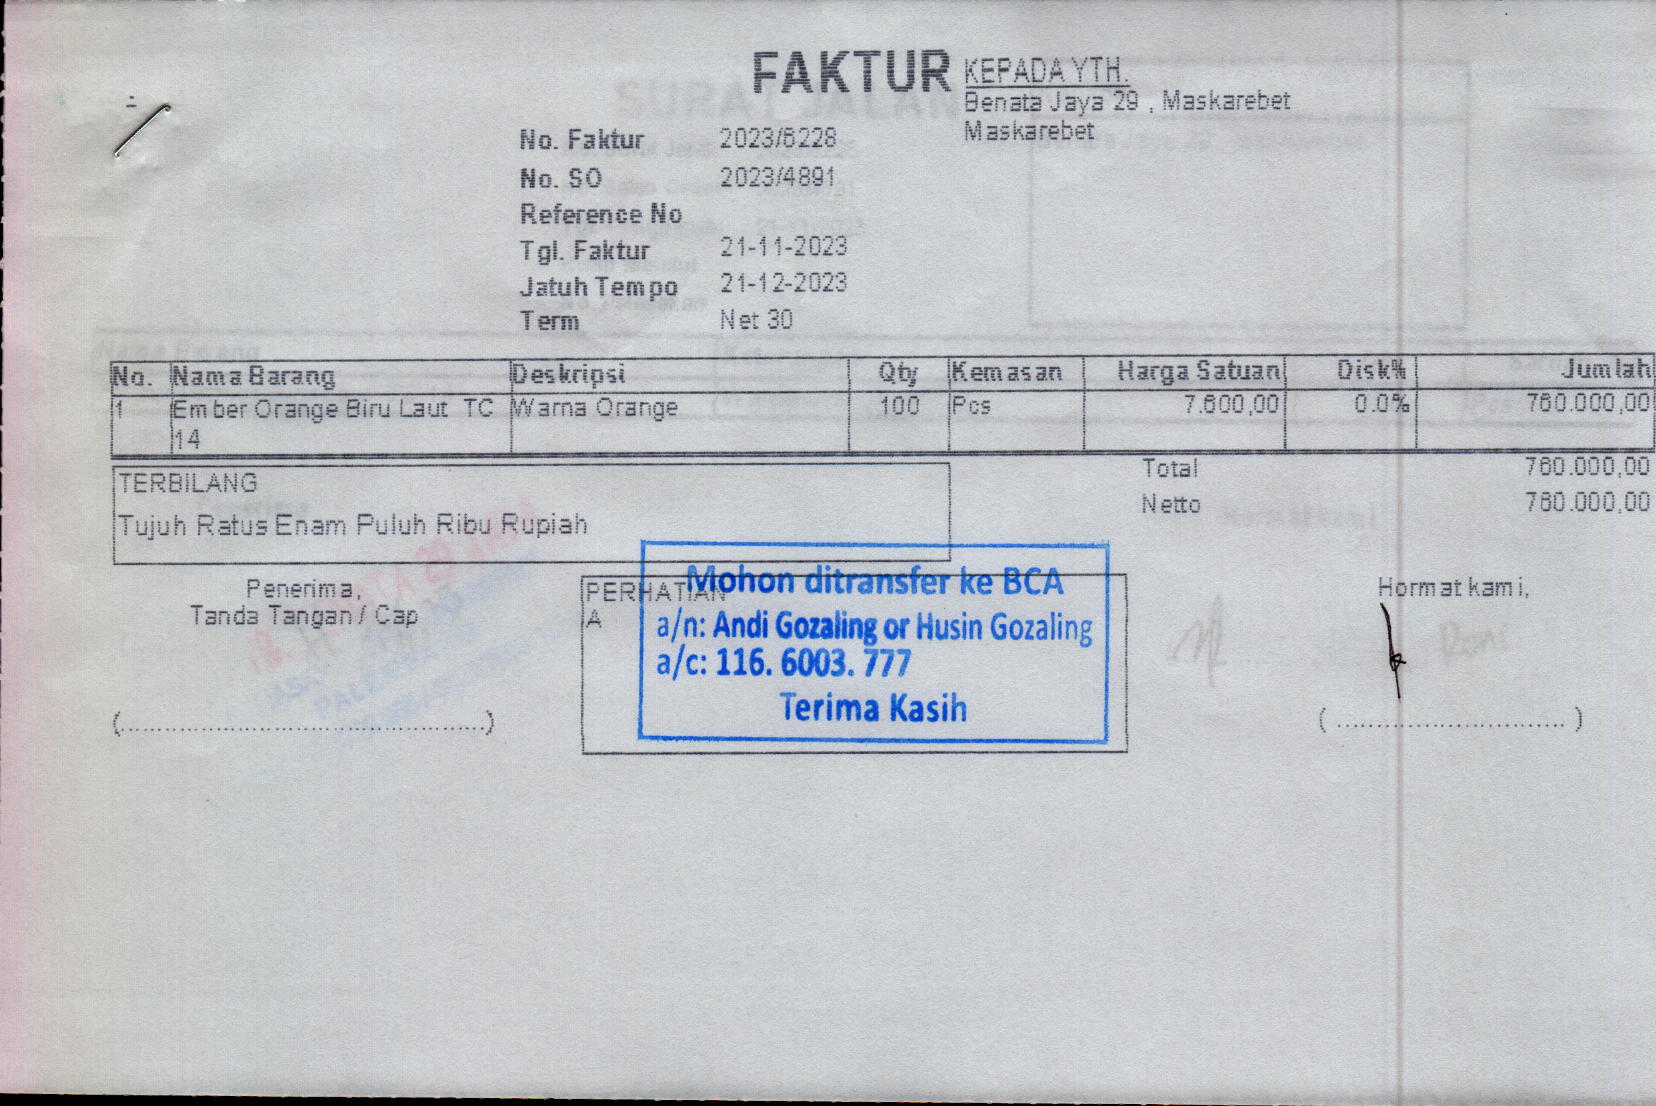 FAKTUR
KEPADA YTH.
Benata Jaya 29 , Maskarebet
Maskarebet
No. Faktur 2023/6228
No. SO 2023/4891
Reference No
Tgl. Faktur 21-11-2023
Jatuh Tempo 21-12-2023
Term Net 30
No. Nama Barang Deskripsi Qty Kemasan Harga Satuan Disk% Jumlah
1 Ember Orange Biru Laut TC Warna Orange 100 Pcs 7.600,00 0.0% 760.000,00
14
Total 760.000,00
Netto 760.000,00
TERBILANG
Tujuh Ratus Enam Puluh Ribu Rupiah
Penerima,
Tanda Tangan / Cap
(................................................)
PERHATIAN
A
Mohon ditransfer ke BCA
a/n: Andi Gozaling or Husin Gozaling
a/c: 116. 6003. 777
Terima Kasih
Hormat kami,
( .............................. )